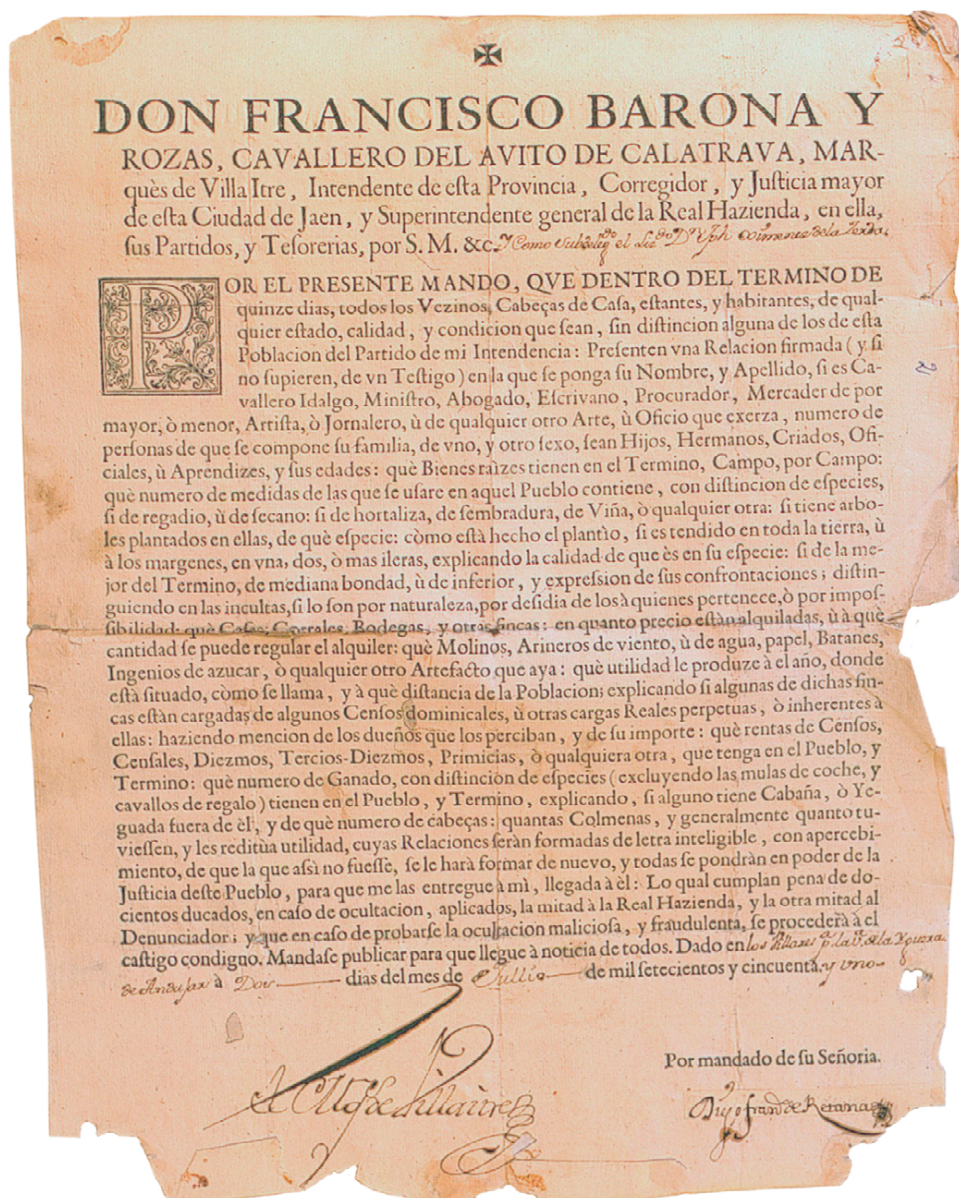 DON FRANCISCO BARONA Y
ROZAS, CAVALLERO DEL AVITO DE CALATRAVA, MAR-
quès de Villa Itre, Intendente de eſta Provincia, Corregidor, y Juſticia mayor
de eſta Ciudad de Jaen, y Superintendente general de la Real Hazienda, en ella,
ſus Partidos, y Teſorerias, por S. M. &c. Y Como el
POR EL PRESENTE MANDO, QVE DENTRO DEL TERMINO DE
quinze dias, todos los Vezinos, Cabeças de Caſa, eſtantes, y habitantes, de qual-
quier eſtado, calidad, y condicion que ſean, ſin diſtincion alguna de los de eſta
Poblacion del Partido de mi Intendencia: Preſenten vna Relacion firmada (y ſi
no ſupieren, de vn Teſtigo) en la que ſe ponga ſu Nombre, y Apellido, ſi es Ca-
vallero Idalgo, Miniſtro, Abogado, Eſcrivano, Procurador, Mercader de por
mayor, ò menor, Artiſta, ò Jornalero, ù de qualquier otro Arte, ù Oficio que exerza, numero de
perſonas de que ſe compone ſu familia, de vno, y otro ſexo, ſean Hijos, Hermanos, Criados, Ofi-
ciales, ù Aprendizes, y ſus edades: què Bienes raìzes tienen en el Termino, Campo, por Campo:
què numero de medidas de las que ſe uſare en aquel Pueblo contiene, con diſtincion de eſpecies,
ſi de regadio, ù de ſecano: ſi de hortaliza, de ſembradura, de Viña, ò qualquier otra: ſi tiene arbo-
les plantados en ellas, de què eſpecie: còmo eſtà hecho el plantìo, ſi es tendido en toda la tierra, ù
à los margenes, en vna, dos, ò mas ileras, explicando la calidad de que ès en ſu eſpecie: ſi de la me-
jor del Termino, de mediana bondad, ù de inferior, y expreſſion de ſus confrontaciones; diſtin-
guiendo en las incultas, ſi lo ſon por naturaleza, por deſidia de los à quienes pertenece, ò por impoſ-
ſibilidad: què Caſas, Corrales, Bodegas, y otras fincas: en quanto precio eſtàn alquiladas, ù à què
cantidad ſe puede regular el alquiler: què Molinos, Arineros de viento, ù de agua, papel, Batanes,
Ingenios de azucar, ò qualquier otro Artefacto que aya: què utilidad le produze à el año, donde
eſtà ſituado, còmo ſe llama, y à què diſtancia de la Poblacion; explicando ſi algunas de dichas fin-
cas eſtàn cargadas de algunos Cenſos dominicales, ù otras cargas Reales perpetuas, ò inherentes à
ellas: haziendo mencion de los dueños que los perciban, y de ſu importe: què rentas de Cenſos,
Cenſales, Diezmos, Tercios-Diezmos, Primicias, ò qualquiera otra, que tenga en el Pueblo, y
Termino: què numero de Ganado, con diſtincion de eſpecies (excluyendo las mulas de coche, y
cavallos de regalo) tienen en el Pueblo, y Termino, explicando, ſi alguno tiene Cabaña, ò Ye-
guada fuera de èl, y de què numero de cabeças: quantas Colmenas, y generalmente quanto tu-
vieſſen, y les reditùa utilidad, cuyas Relaciones ſeràn formadas de letra inteligible, con apercebi-
miento, de que la que aſsì no fueſſe, ſe le harà formar de nuevo, y todas ſe pondràn en poder de la
Juſticia deſte Pueblo, para que me las entregue à mì, llegada à èl: Lo qual cumplan pena de do-
cientos ducados, en caſo de ocultacion, aplicados, la mitad à la Real Hazienda, y la otra mitad al
Denunciador; y que en caſo de probarſe la ocultacion malicioſa, y fraudulenta, ſe procederà à el
caſtigo condigno. Mandaſe publicar para que llegue à noticia de todos. Dado en los Villares
de Andujar à Dos dias del mes de Jullio de mil ſetecientos y cincuenta y uno
Por mandado de ſu Señoria.